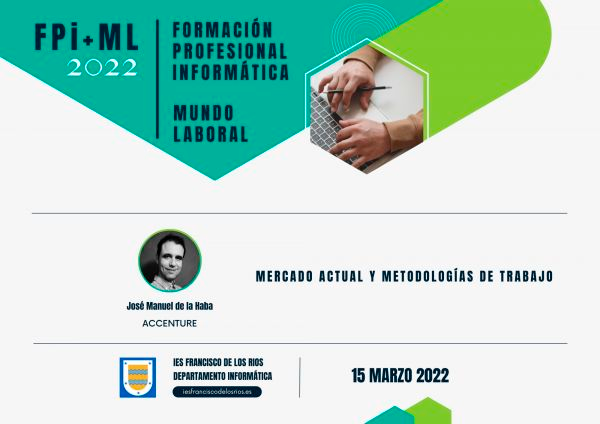 FPi+ML
2022
FORMACIÓN
PROFESIONAL
INFORMÁTICA
MUNDO
LABORAL
José Manuel de la Haba
ACCENTURE
MERCADO ACTUAL Y METODOLOGÍAS DE TRABAJO
IES FRANCISCO DE LOS RIOS
DEPARTAMENTO INFORMÁTICA
iesfranciscodelosrios.es
15 MARZO 2022